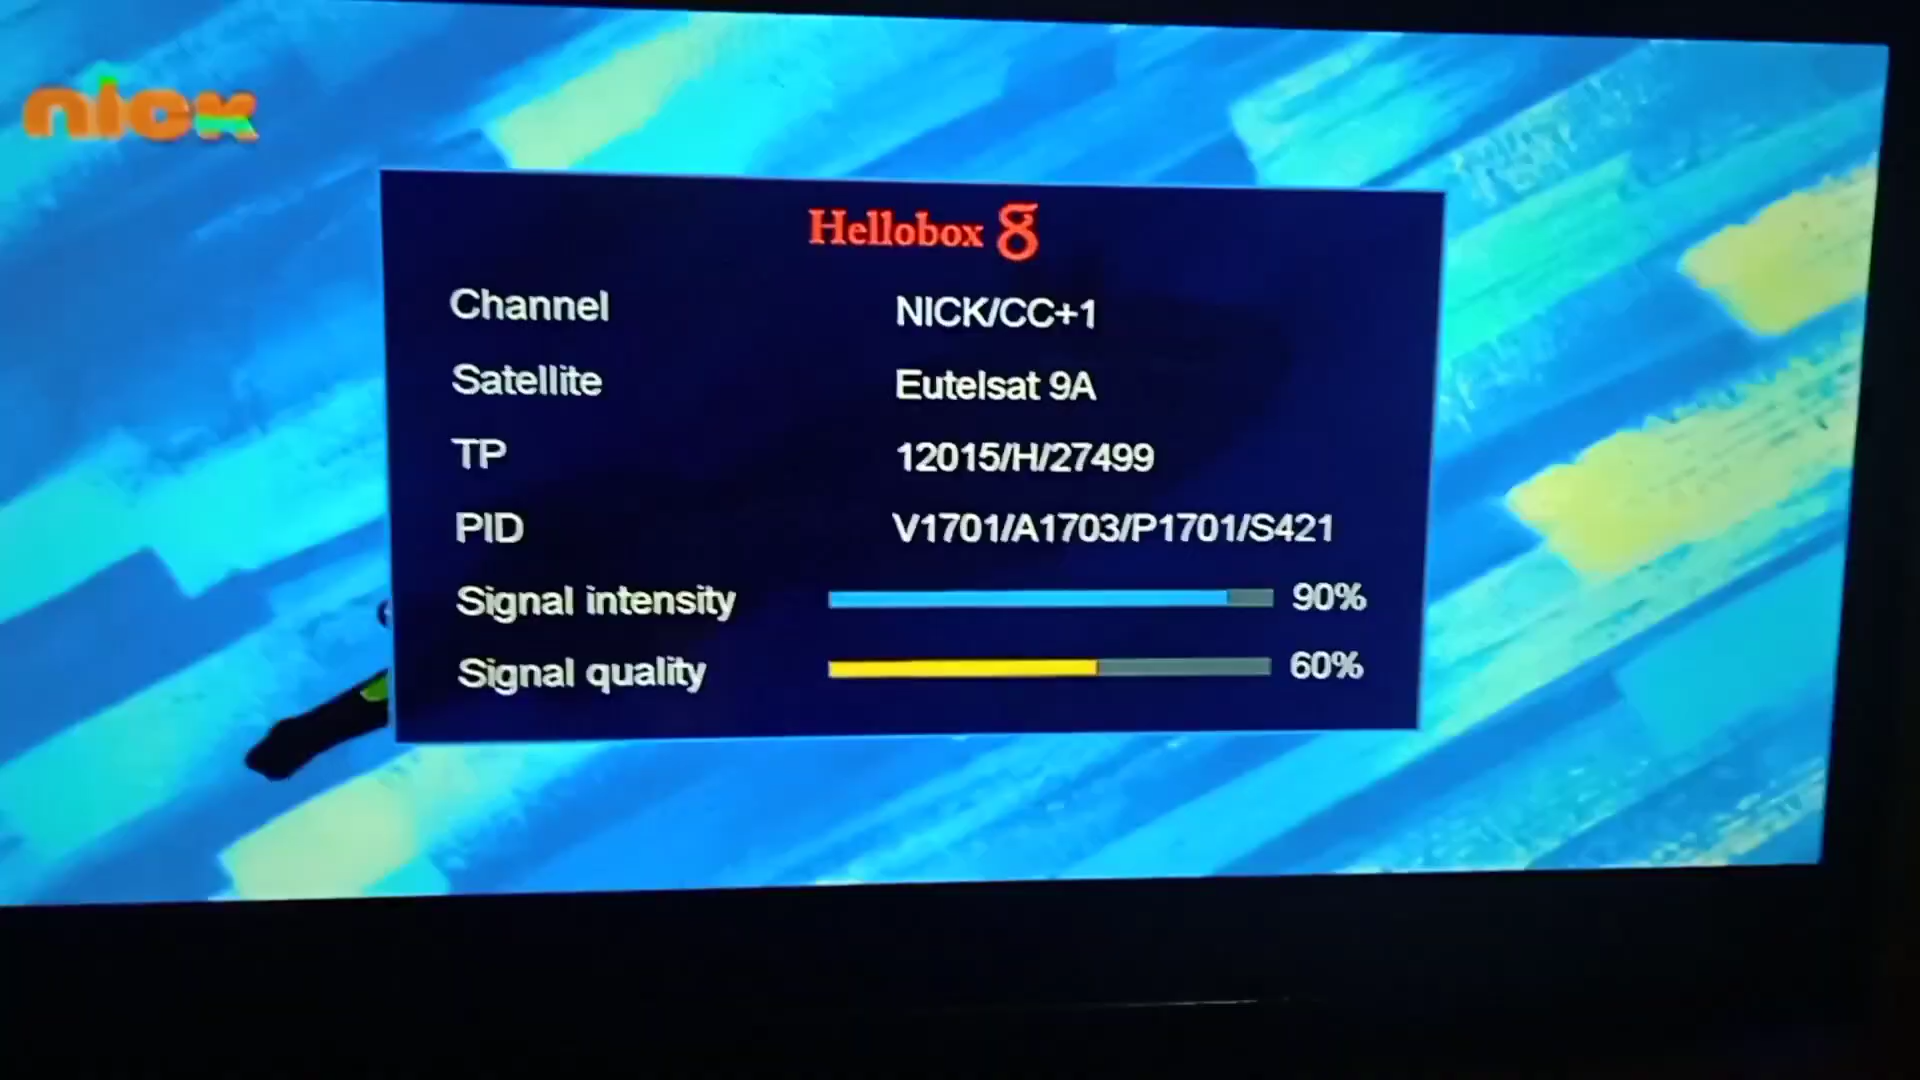 nick
Hellobox 8
Channel NICK/CC+1
Satellite Eutelsat 9A
TP 12015/H/27499
PID V1701/A1703/P1701/S421
Signal intensity 90%
Signal quality 60%